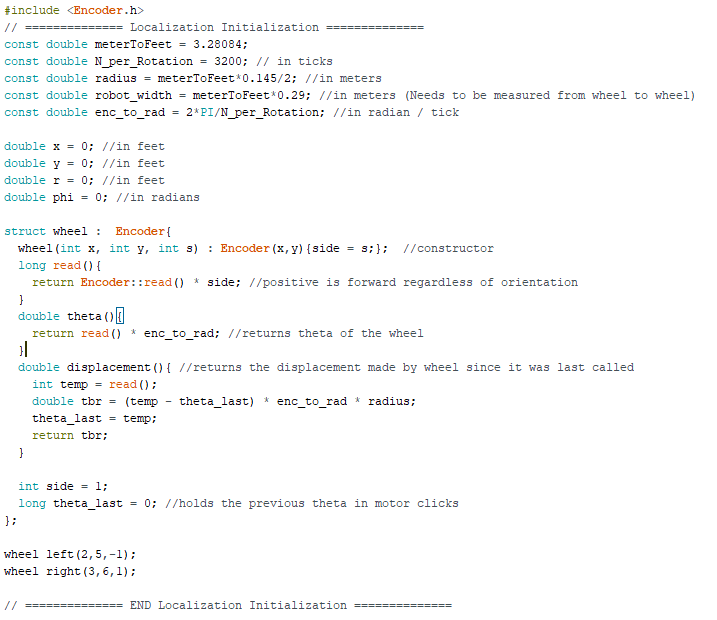 #include <Encoder.h>
// ============== Localization Initialization ==============
const double meterToFeet = 3.28084;
const double N_per_Rotation = 3200; // in ticks
const double radius = meterToFeet*0.145/2; //in meters
const double robot_width = meterToFeet*0.29; //in meters (Needs to be measured from wheel to wheel)
const double enc_to_rad = 2*PI/N_per_Rotation; //in radian / tick

double x = 0; //in feet
double y = 0; //in feet
double r = 0; //in feet
double phi = 0; //in radians

struct wheel :  Encoder{
  wheel(int x, int y, int s) : Encoder(x,y){side = s;};  //constructor
  long read(){
    return Encoder::read() * side; //positive is forward regardless of orientation
  }
  double theta(){
    return read() * enc_to_rad; //returns theta of the wheel
  }
  double displacement(){ //returns the displacement made by wheel since it was last called
    int temp = read();
    double tbr = (temp - theta_last) * enc_to_rad * radius;
    theta_last = temp;
    return tbr;
  }

  int side = 1;
  long theta_last = 0; //holds the previous theta in motor clicks
};

wheel left(2,5,-1);
wheel right(3,6,1);

// ============== END Localization Initialization ==============